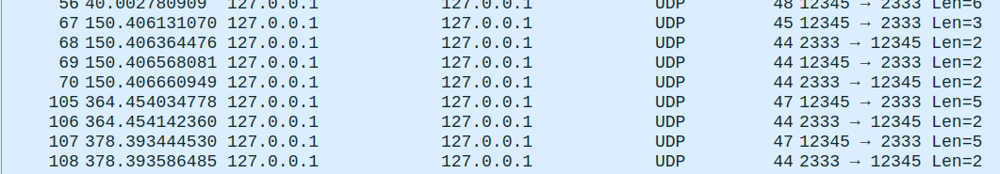 56 40.002780909 127.0.0.1 127.0.0.1 UDP 48 12345 → 2333 Len=6
67 150.406131070 127.0.0.1 127.0.0.1 UDP 45 12345 → 2333 Len=3
68 150.406364476 127.0.0.1 127.0.0.1 UDP 44 2333 → 12345 Len=2
69 150.406568081 127.0.0.1 127.0.0.1 UDP 44 12345 → 2333 Len=2
70 150.406660949 127.0.0.1 127.0.0.1 UDP 44 2333 → 12345 Len=2
105 364.454034778 127.0.0.1 127.0.0.1 UDP 47 12345 → 2333 Len=5
106 364.454142360 127.0.0.1 127.0.0.1 UDP 44 2333 → 12345 Len=2
107 378.393444530 127.0.0.1 127.0.0.1 UDP 47 12345 → 2333 Len=5
108 378.393586485 127.0.0.1 127.0.0.1 UDP 44 2333 → 12345 Len=2